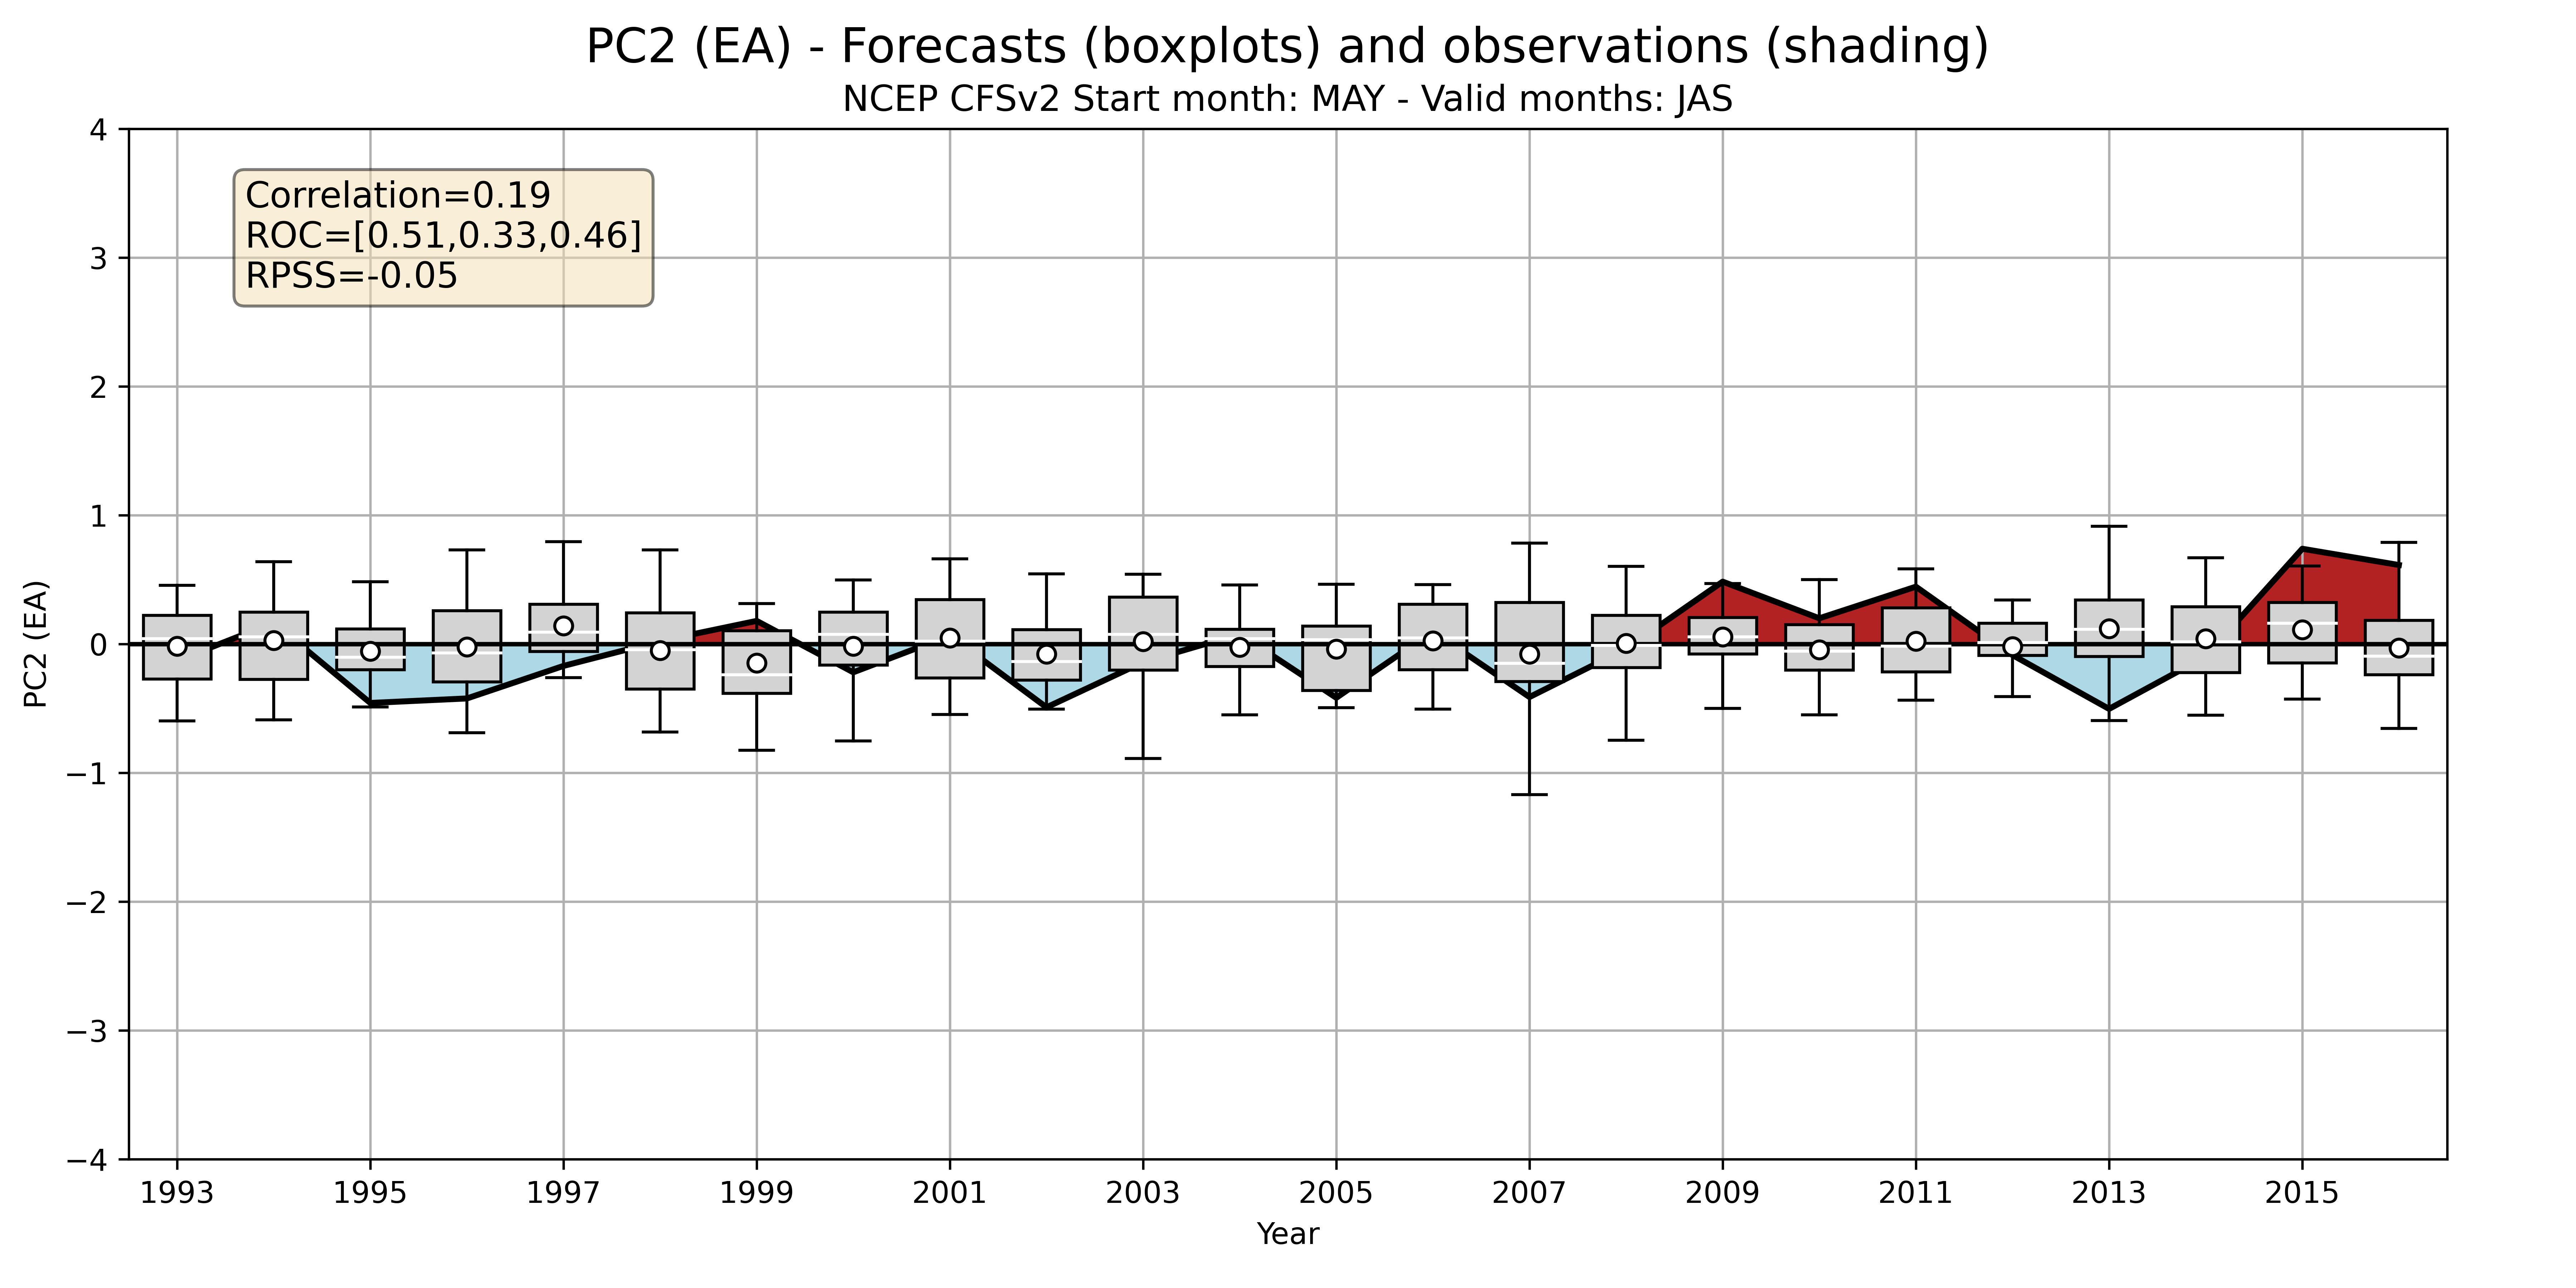 PC2 (EA) - Forecasts (boxplots) and observations (shading)
NCEP CFSv2 Start month: MAY - Valid months: JAS
Correlation=0.19
ROC=[0.51,0.33,0.46]
RPSS=-0.05
4
3
2
1
0
−1
−2
−3
−4
PC2 (EA)
1993 1995 1997 1999 2001 2003 2005 2007 2009 2011 2013 2015
Year